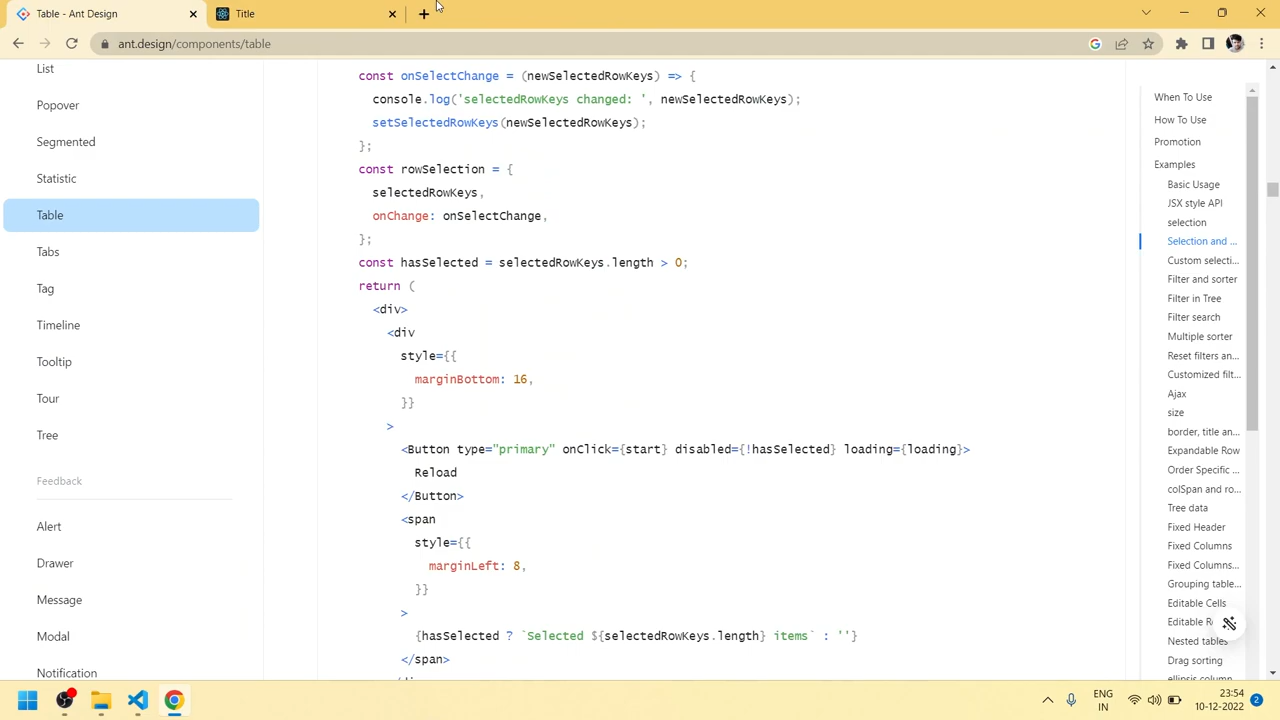 Table - Ant Design
Title
ant.design/components/table
List
Popover
Segmented
Statistic
Table
Tabs
Tag
Timeline
Tooltip
Tour
Tree
Feedback
Alert
Drawer
Message
Modal
Notification
const onSelectChange = (newSelectedRowKeys) => {
console.log('selectedRowKeys changed: ', newSelectedRowKeys);
setSelectedRowKeys(newSelectedRowKeys);
};
const rowSelection = {
selectedRowKeys,
onChange: onSelectChange,
};
const hasSelected = selectedRowKeys.length > 0;
return (
<div>
<div
style={{
marginBottom: 16,
}}
>
<Button type="primary" onClick={start} disabled={!hasSelected} loading={loading}>
Reload
</Button>
<span
style={{
marginLeft: 8,
}}
>
{hasSelected ? `Selected ${selectedRowKeys.length} items` : ''}
</span>
When To Use
How To Use
Promotion
Examples
Basic Usage
JSX style API
selection
Selection and ...
Custom selecti...
Filter and sorter
Filter in Tree
Filter search
Multiple sorter
Reset filters an...
Customized filt...
Ajax
size
border, title an...
Expandable Row
Order Specific ...
colSpan and ro...
Tree data
Fixed Header
Fixed Columns
Fixed Columns...
Grouping table...
Editable Cells
Editable R
Nested tables
Drag sorting
ellipsis column
ENG
IN
23:54
10-12-2022
2